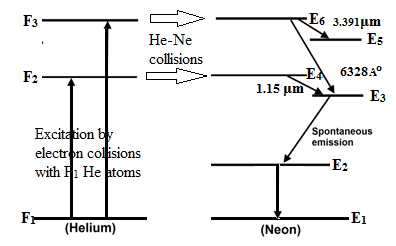 F3
E6 3.391µm
He-Ne
collisions
E5
F2
E4
6328A°
1.15 µm
E3
Excitation by
electron collisions
with F1 He atoms
Spontaneous
emission
E2
F1
E1
(Helium)
(Neon)